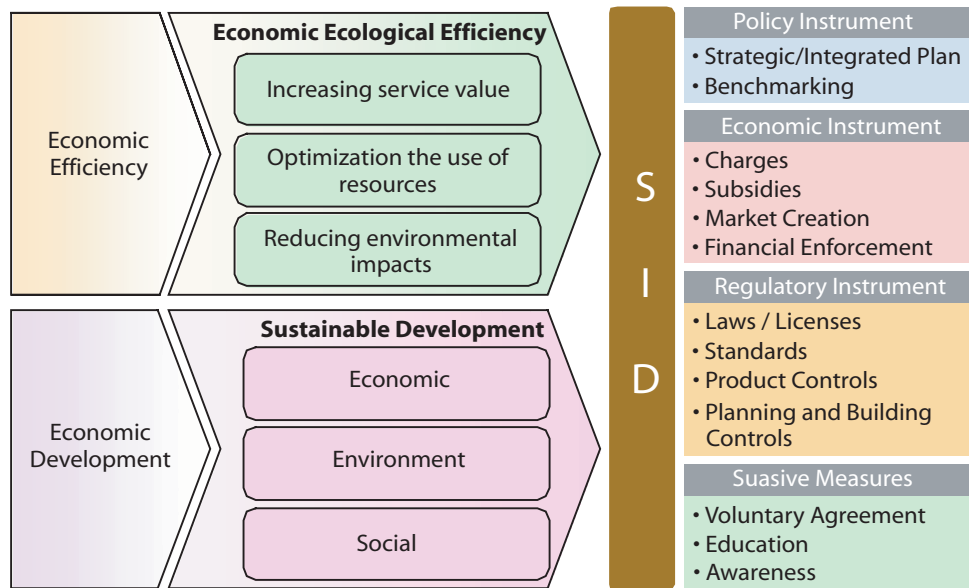 Economic
Efficiency
Economic Ecological Efficiency
Increasing service value
Optimization the use of
resources
Reducing environmental
impacts
Economic
Development
Sustainable Development
Economic
Environment
Social
S
I
D
Policy Instrument
• Strategic/Integrated Plan
• Benchmarking
Economic Instrument
• Charges
• Subsidies
• Market Creation
• Financial Enforcement
Regulatory Instrument
• Laws / Licenses
• Standards
• Product Controls
• Planning and Building
Controls
Suasive Measures
• Voluntary Agreement
• Education
• Awareness